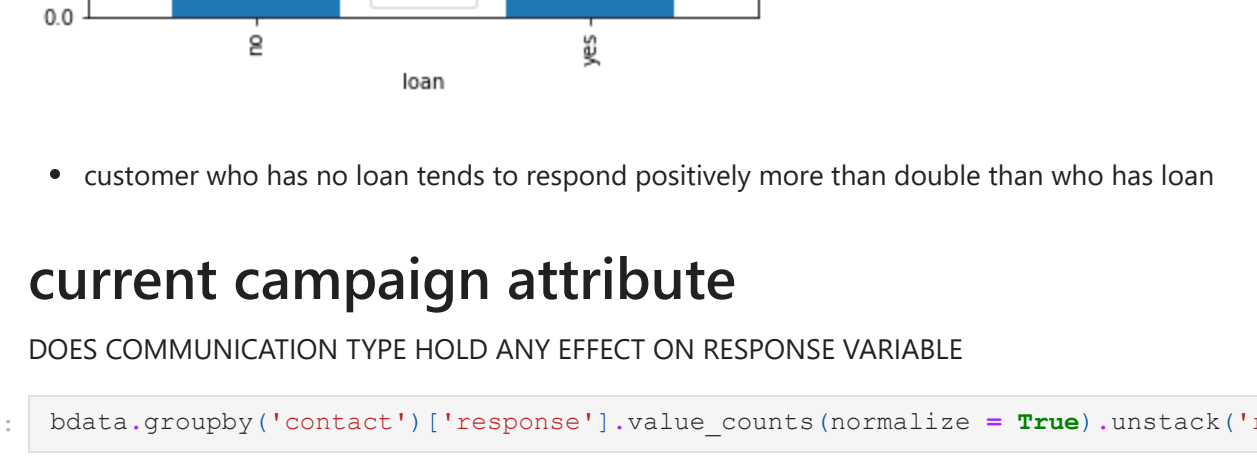 0.0
no
yes
loan
• customer who has no loan tends to respond positively more than double than who has loan
current campaign attribute
DOES COMMUNICATION TYPE HOLD ANY EFFECT ON RESPONSE VARIABLE
: bdata.groupby('contact')['response'].value_counts(normalize = True).unstack('